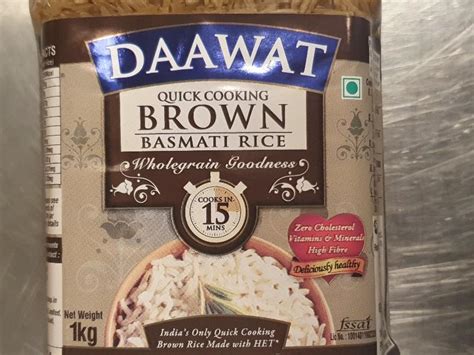 DAAWAT
QUICK COOKING
BROWN
BASMATI RICE
Wholegrain Goodness
COOKS IN
15
MINS
Zero Cholesterol
Vitamins & Minerals
High Fibre
Deliciously healthy
Net Weight
1kg
India's Only Quick Cooking
Brown Rice Made with HET*
fssai